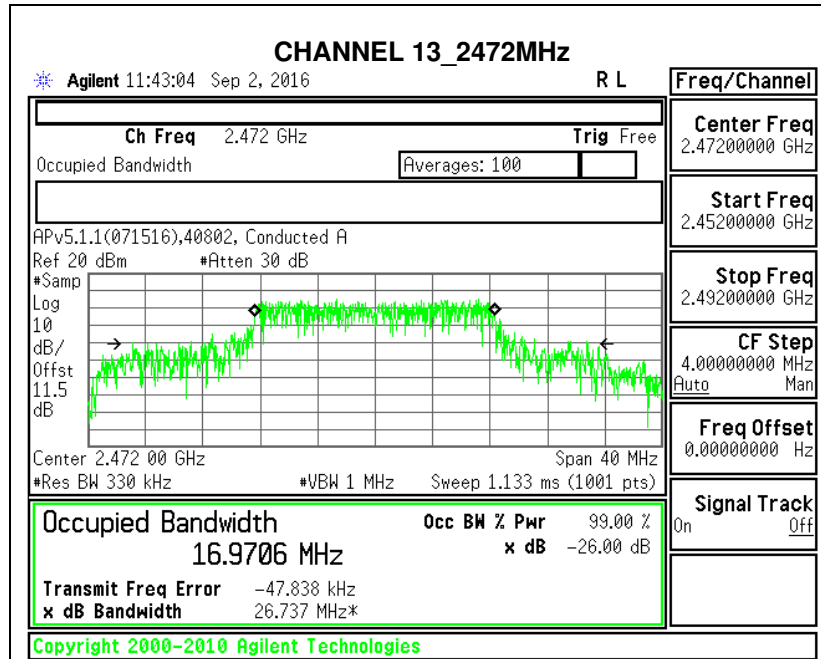 CHANNEL 13_2472MHz
Agilent 11:43:04 Sep 2, 2016 R L
Freq/Channel
Ch Freq 2.472 GHz Trig Free
Occupied Bandwidth Averages: 100
APv5.1.1(071516),40802, Conducted A
Ref 20 dBm #Atten 30 dB
#Samp
Log
10
dB/
Offst
11.5
dB
Center 2.472 00 GHz Span 40 MHz
#Res BW 330 kHz #VBW 1 MHz Sweep 1.133 ms (1001 pts)
Occupied Bandwidth Occ BW % Pwr 99.00 %
16.9706 MHz x dB -26.00 dB
Transmit Freq Error -47.838 kHz
x dB Bandwidth 26.737 MHz*
Copyright 2000-2010 Agilent Technologies
Center Freq
2.47200000 GHz
Start Freq
2.45200000 GHz
Stop Freq
2.49200000 GHz
CF Step
4.00000000 MHz
Auto Man
Freq Offset
0.00000000 Hz
Signal Track
On Off